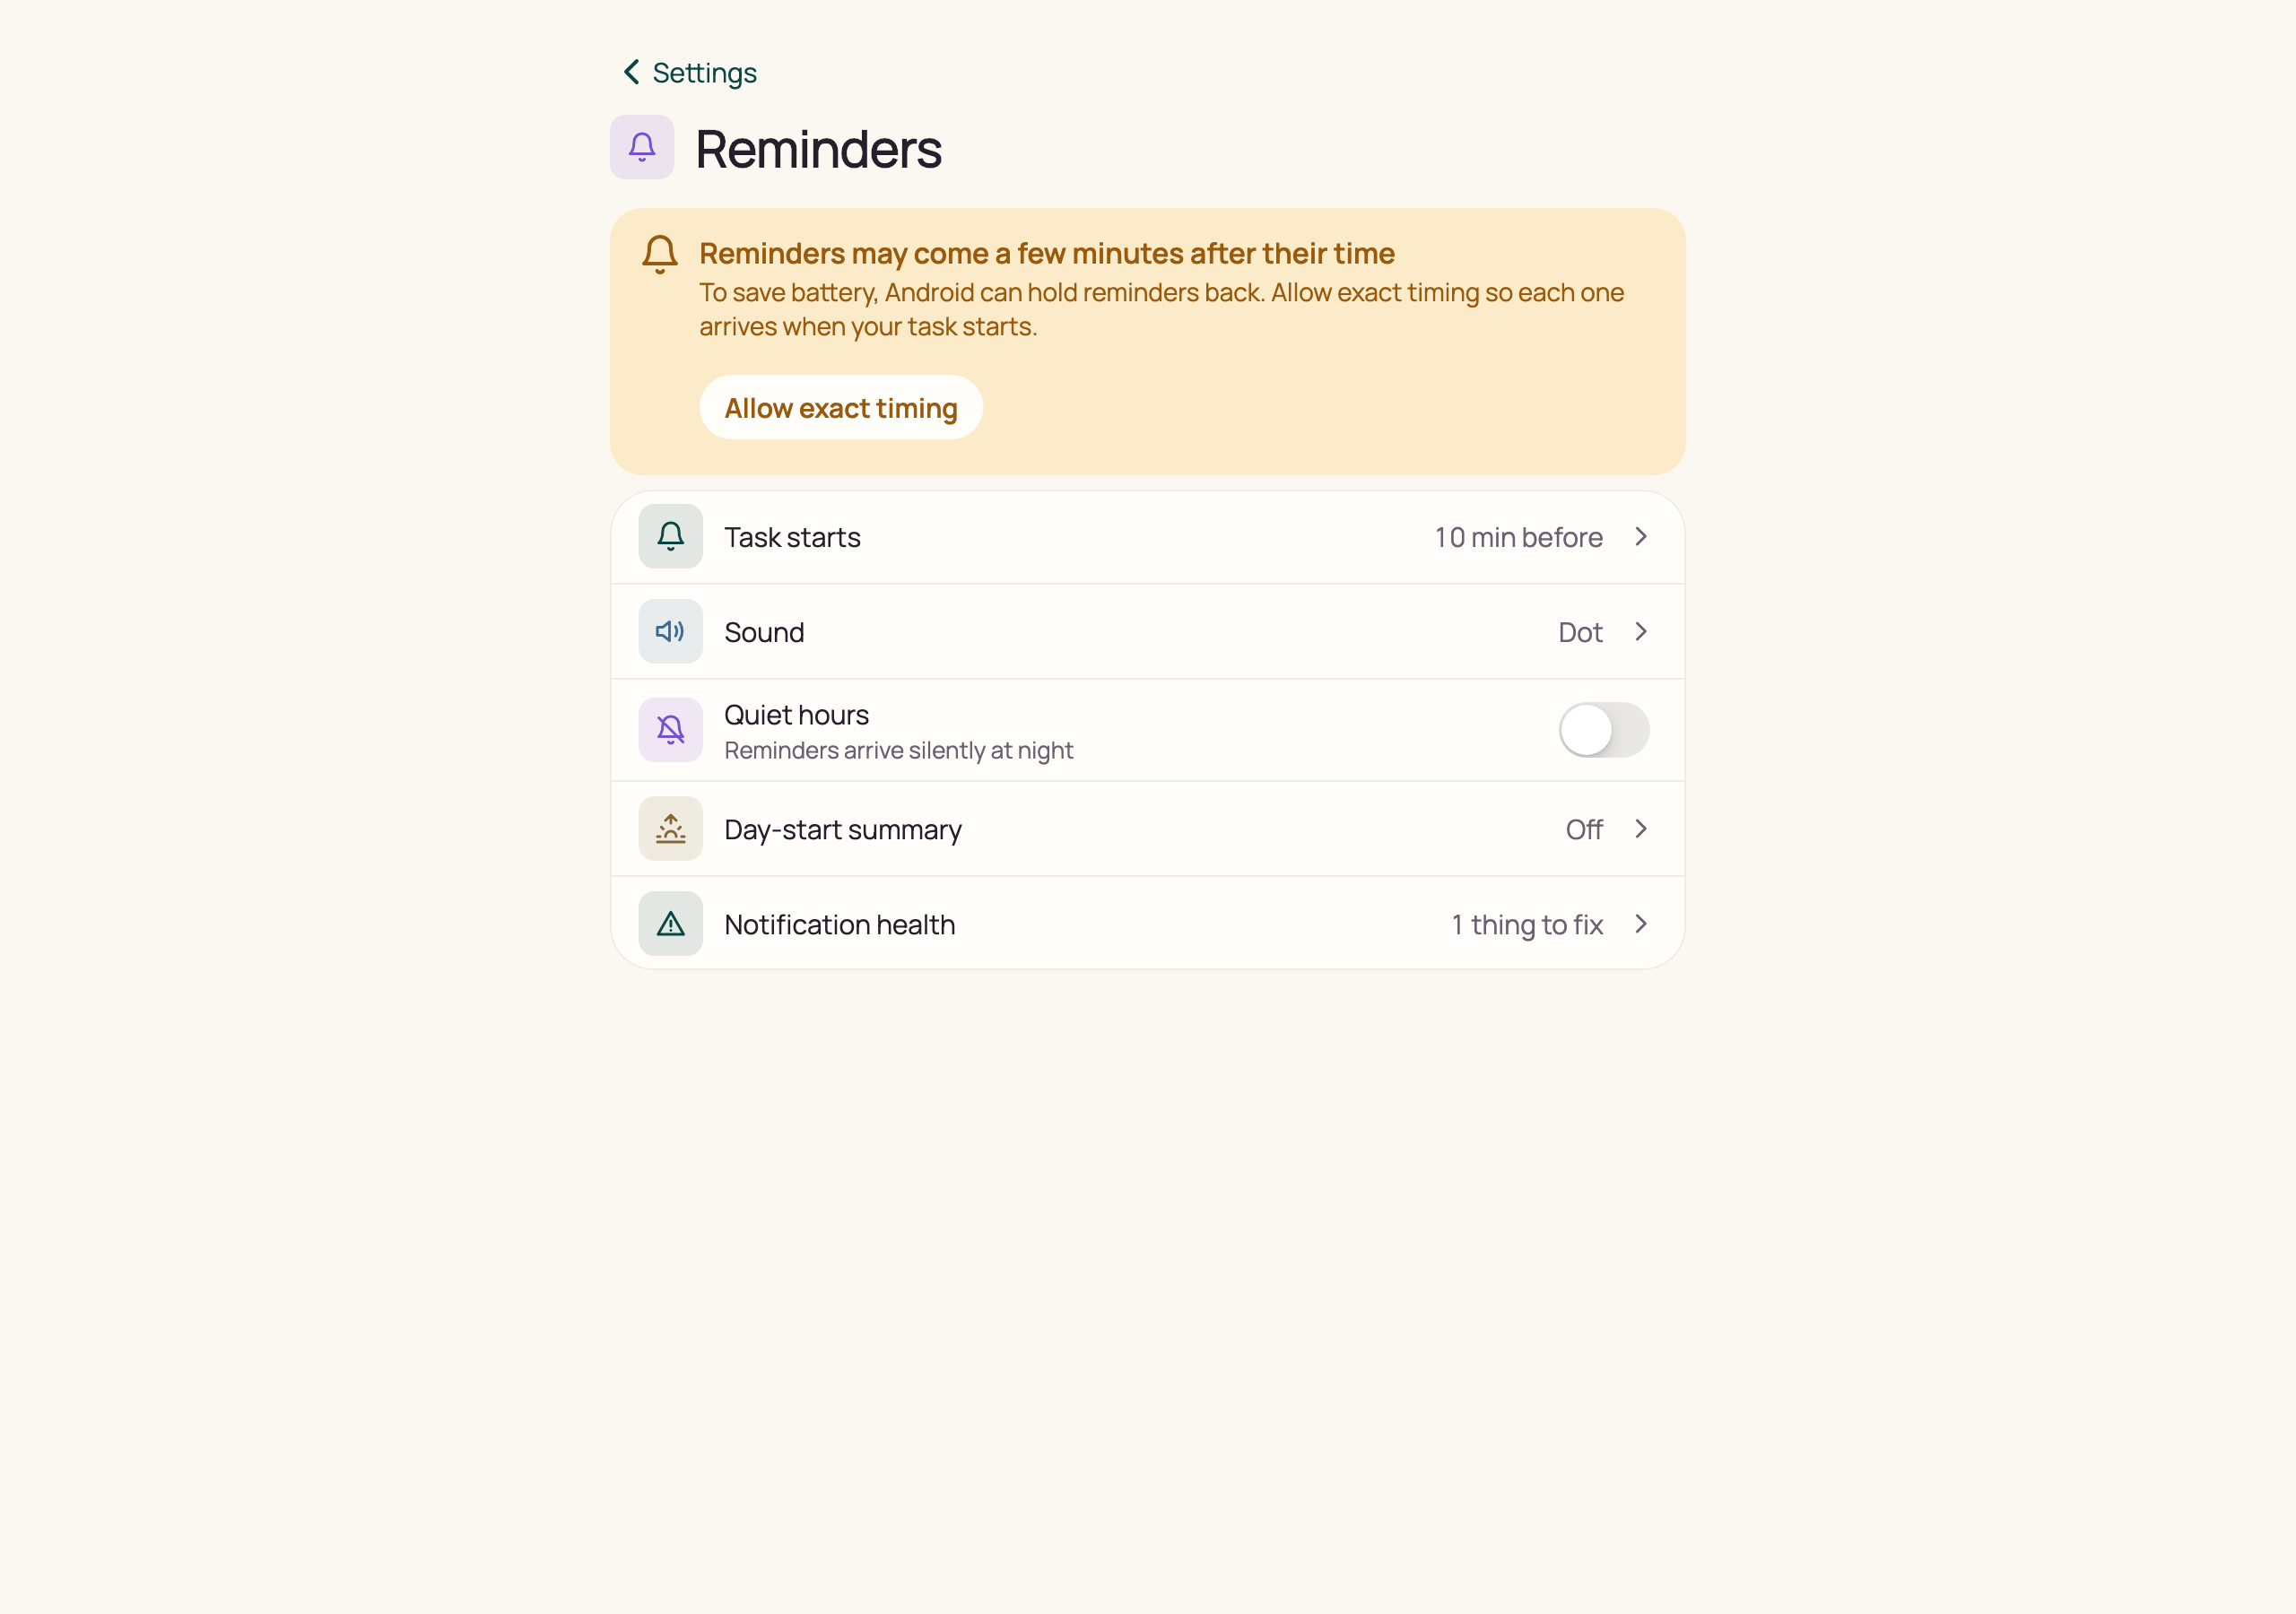 Settings
Reminders
Reminders may come a few minutes after their time
To save battery, Android can hold reminders back. Allow exact timing so each one
arrives when your task starts.
Allow exact timing
Task starts 10 min before
Sound Dot
Quiet hours
Reminders arrive silently at night
Day-start summary Off
Notification health 1 thing to fix